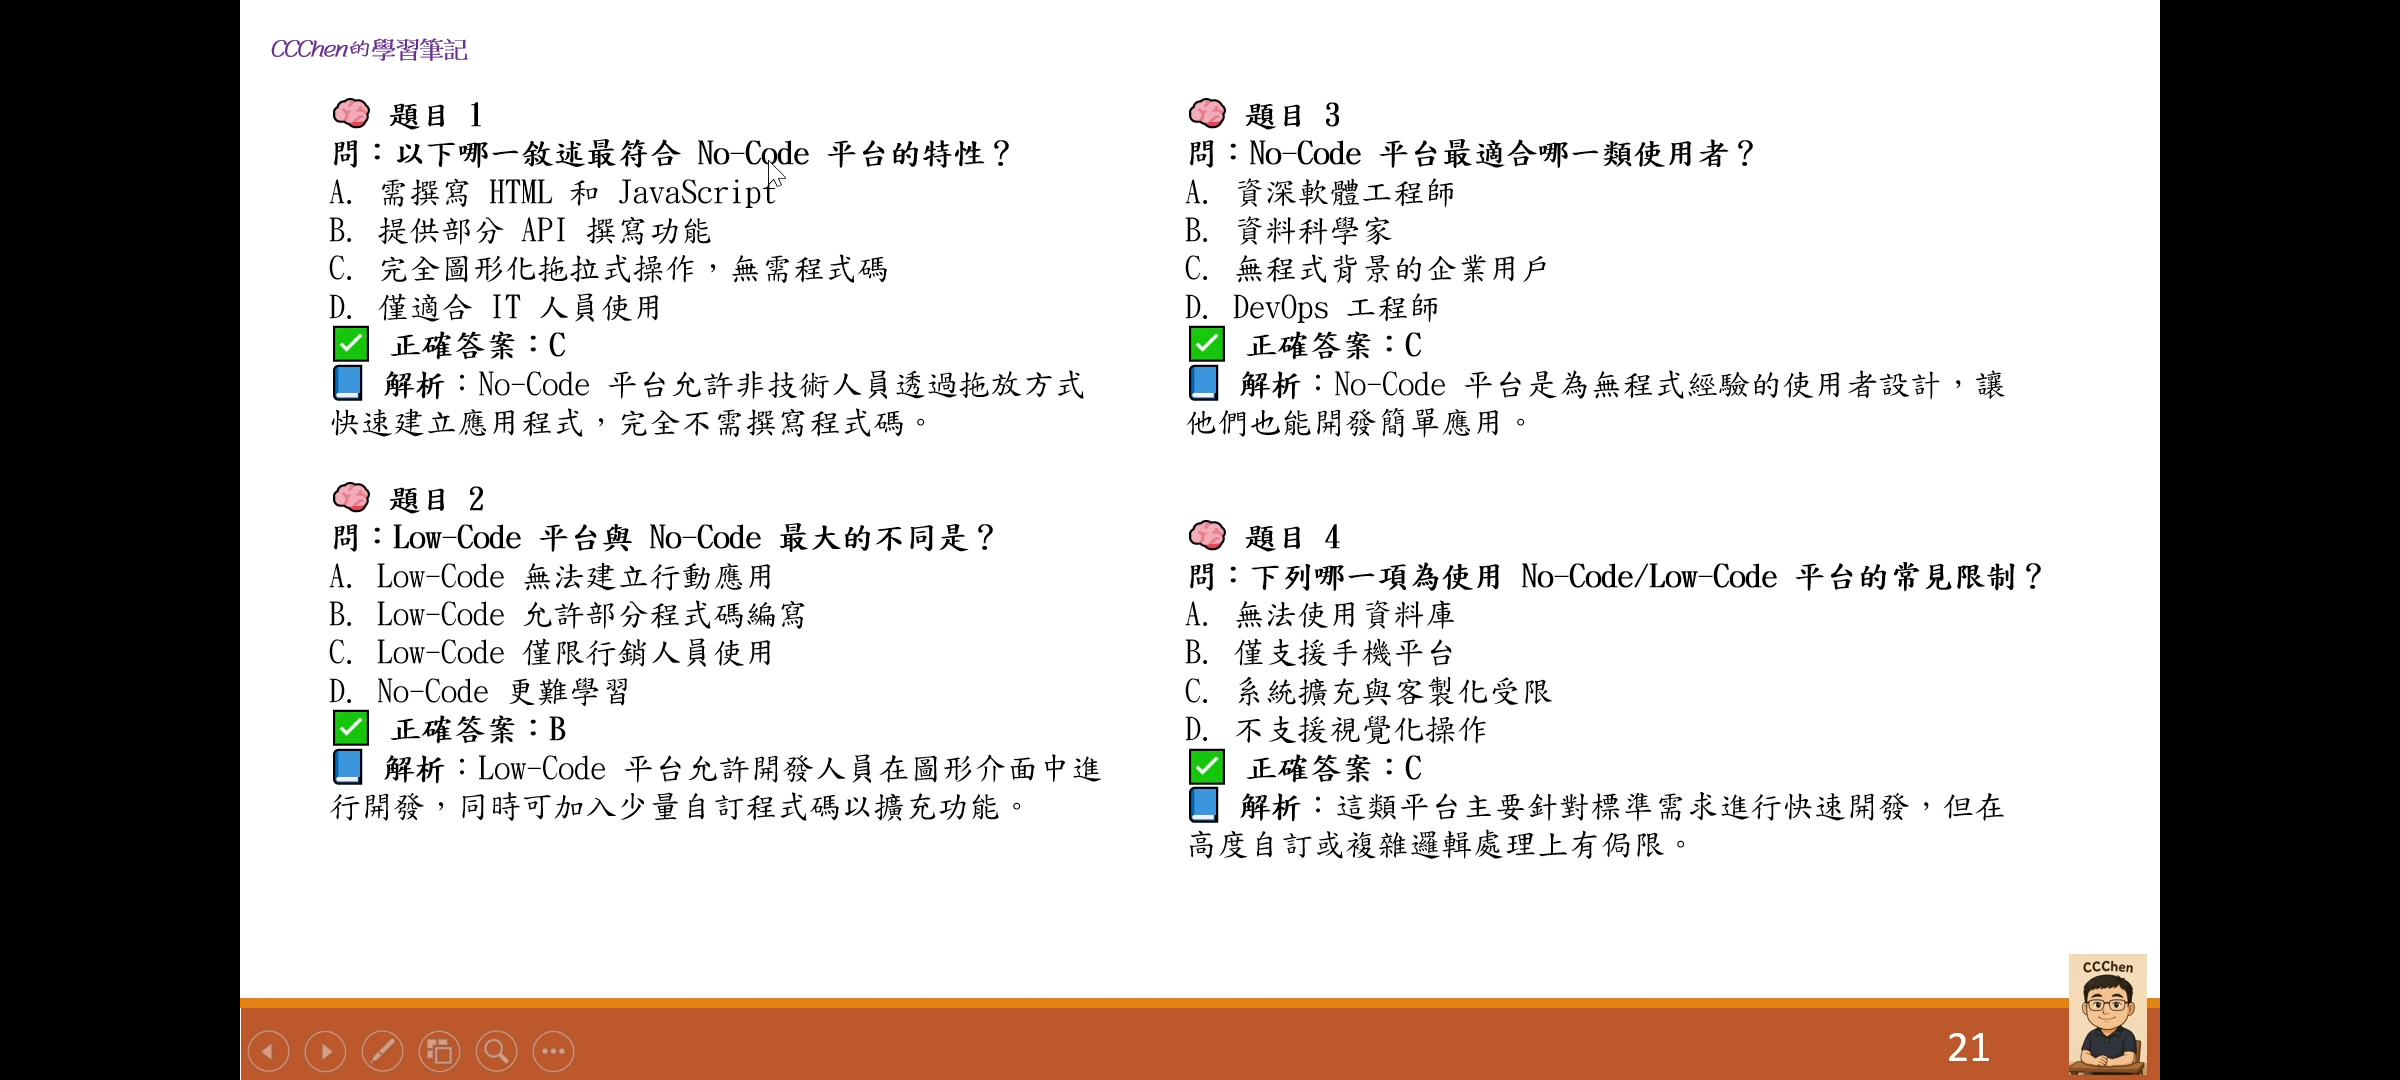 CCChen的學習筆記
題目 1
問：以下哪一敘述最符合 No-Code 平台的特性？
A. 需撰寫 HTML 和 JavaScript
B. 提供部分 API 撰寫功能
C. 完全圖形化拖拉式操作，無需程式碼
D. 僅適合 IT 人員使用
正確答案：C
解析：No-Code 平台允許非技術人員透過拖放方式
快速建立應用程式，完全不需撰寫程式碼。
題目 2
問：Low-Code 平台與 No-Code 最大的不同是？
A. Low-Code 無法建立行動應用
B. Low-Code 允許部分程式碼編寫
C. Low-Code 僅限行銷人員使用
D. No-Code 更難學習
正確答案：B
解析：Low-Code 平台允許開發人員在圖形介面中進
行開發，同時可加入少量自訂程式碼以擴充功能。
題目 3
問：No-Code 平台最適合哪一類使用者？
A. 資深軟體工程師
B. 資料科學家
C. 無程式背景的企業用戶
D. DevOps 工程師
正確答案：C
解析：No-Code 平台是為無程式經驗的使用者設計，讓
他們也能開發簡單應用。
題目 4
問：下列哪一項為使用 No-Code/Low-Code 平台的常見限制？
A. 無法使用資料庫
B. 僅支援手機平台
C. 系統擴充與客製化受限
D. 不支援視覺化操作
正確答案：C
解析：這類平台主要針對標準需求進行快速開發，但在
高度自訂或複雜邏輯處理上有侷限。
CCChen
21